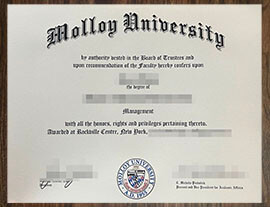 Molloy University
by authority vested in the Board of Trustees and
upon recommendation of the Faculty hereby confers upon
the degree of
Management
with all the honors, rights and privileges pertaining thereto.
Awarded at Rockville Centre, New York,
MOLLOY UNIVERSITY